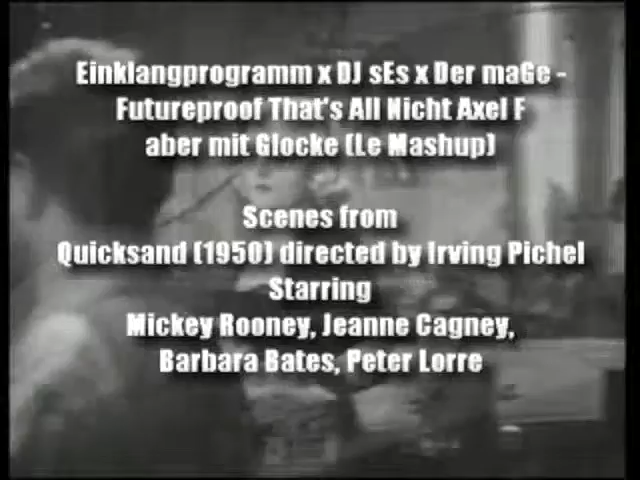 Einklangprogramm x DJ sEs x Der maGe -
Futureproof That's All Nicht Axel F
aber mit Glocke (Le Mashup)
Scenes from
Quicksand (1950) directed by Irving Pichel
Starring
Mickey Rooney, Jeanne Cagney,
Barbara Bates, Peter Lorre